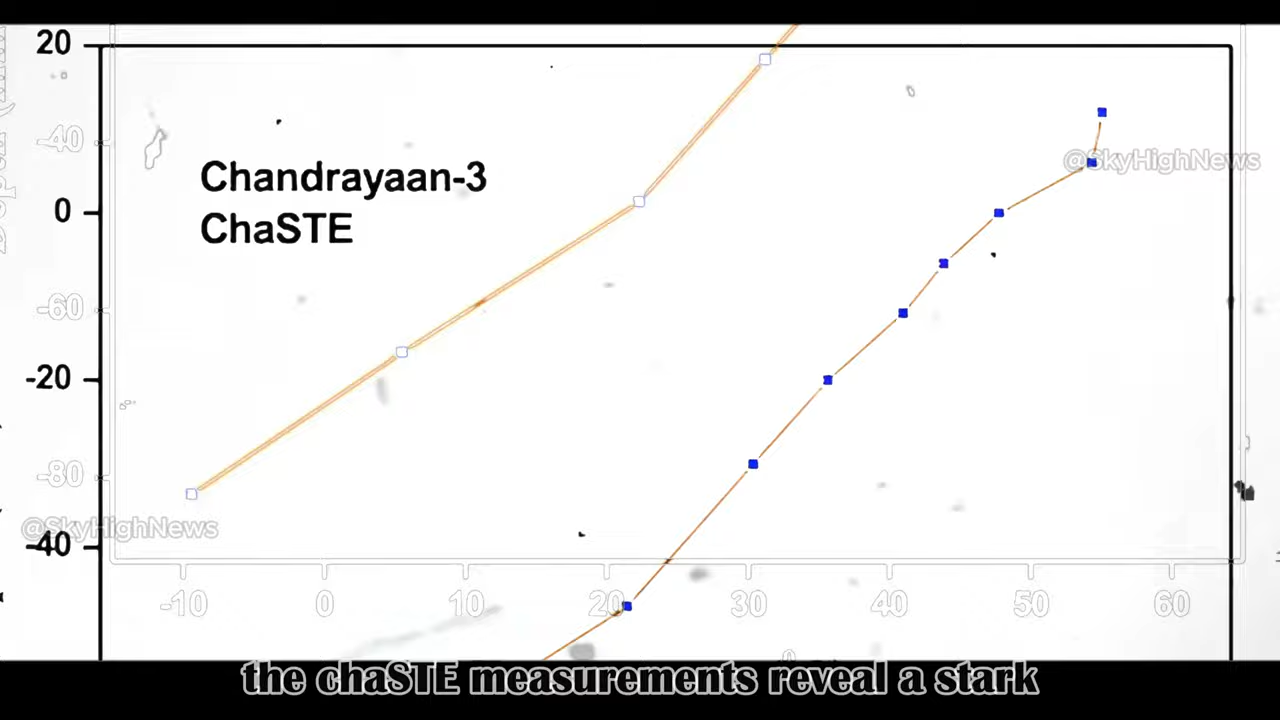 20
-40
Chandrayaan-3
@SkyHighNews
0
ChaSTE
-60
-20
-80
@SkyHighNews
-40
-10 0 10 20 30 40 50 60
the chaSTE measurements reveal a stark